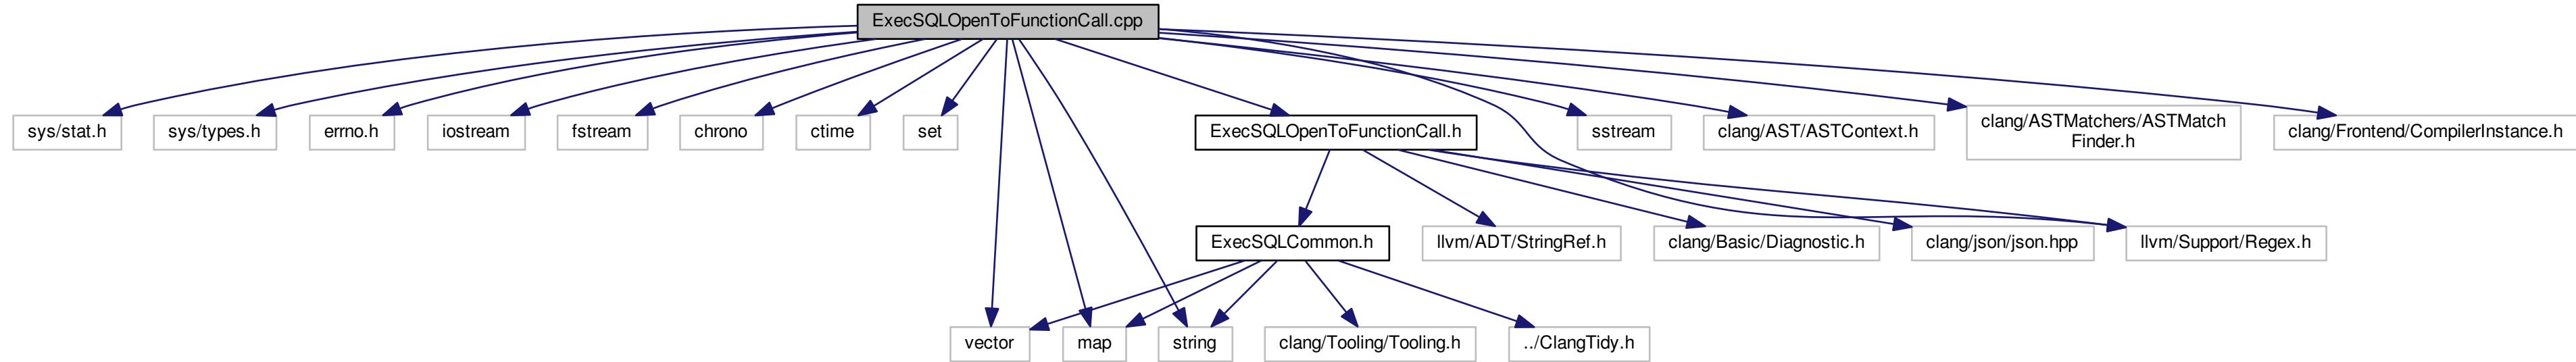 ExecSQLOpenToFunctionCall.cpp
sys/stat.h
sys/types.h
errno.h
iostream
fstream
chrono
ctime
set
ExecSQLOpenToFunctionCall.h
sstream
clang/AST/ASTContext.h
clang/ASTMatchers/ASTMatch
Finder.h
clang/Frontend/CompilerInstance.h
ExecSQLCommon.h
llvm/ADT/StringRef.h
clang/Basic/Diagnostic.h
clang/json/json.hpp
llvm/Support/Regex.h
vector
map
string
clang/Tooling/Tooling.h
../ClangTidy.h